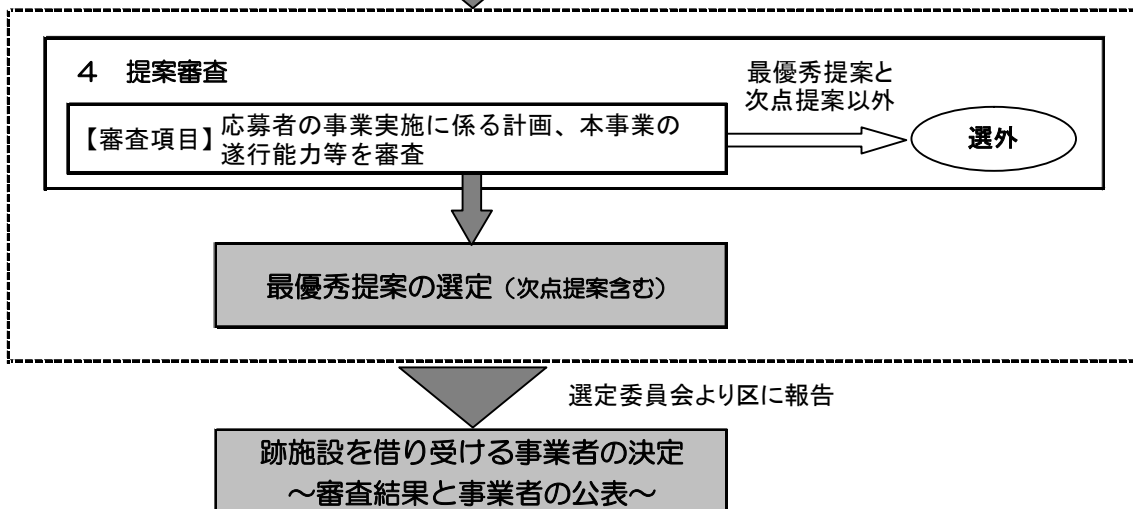 4 提案審査
最優秀提案と
次点提案以外
【審査項目】応募者の事業実施に係る計画、本事業の
遂行能力等を審査
選外
最優秀提案の選定（次点提案含む）
選定委員会より区に報告
跡施設を借り受ける事業者の決定
～審査結果と事業者の公表～